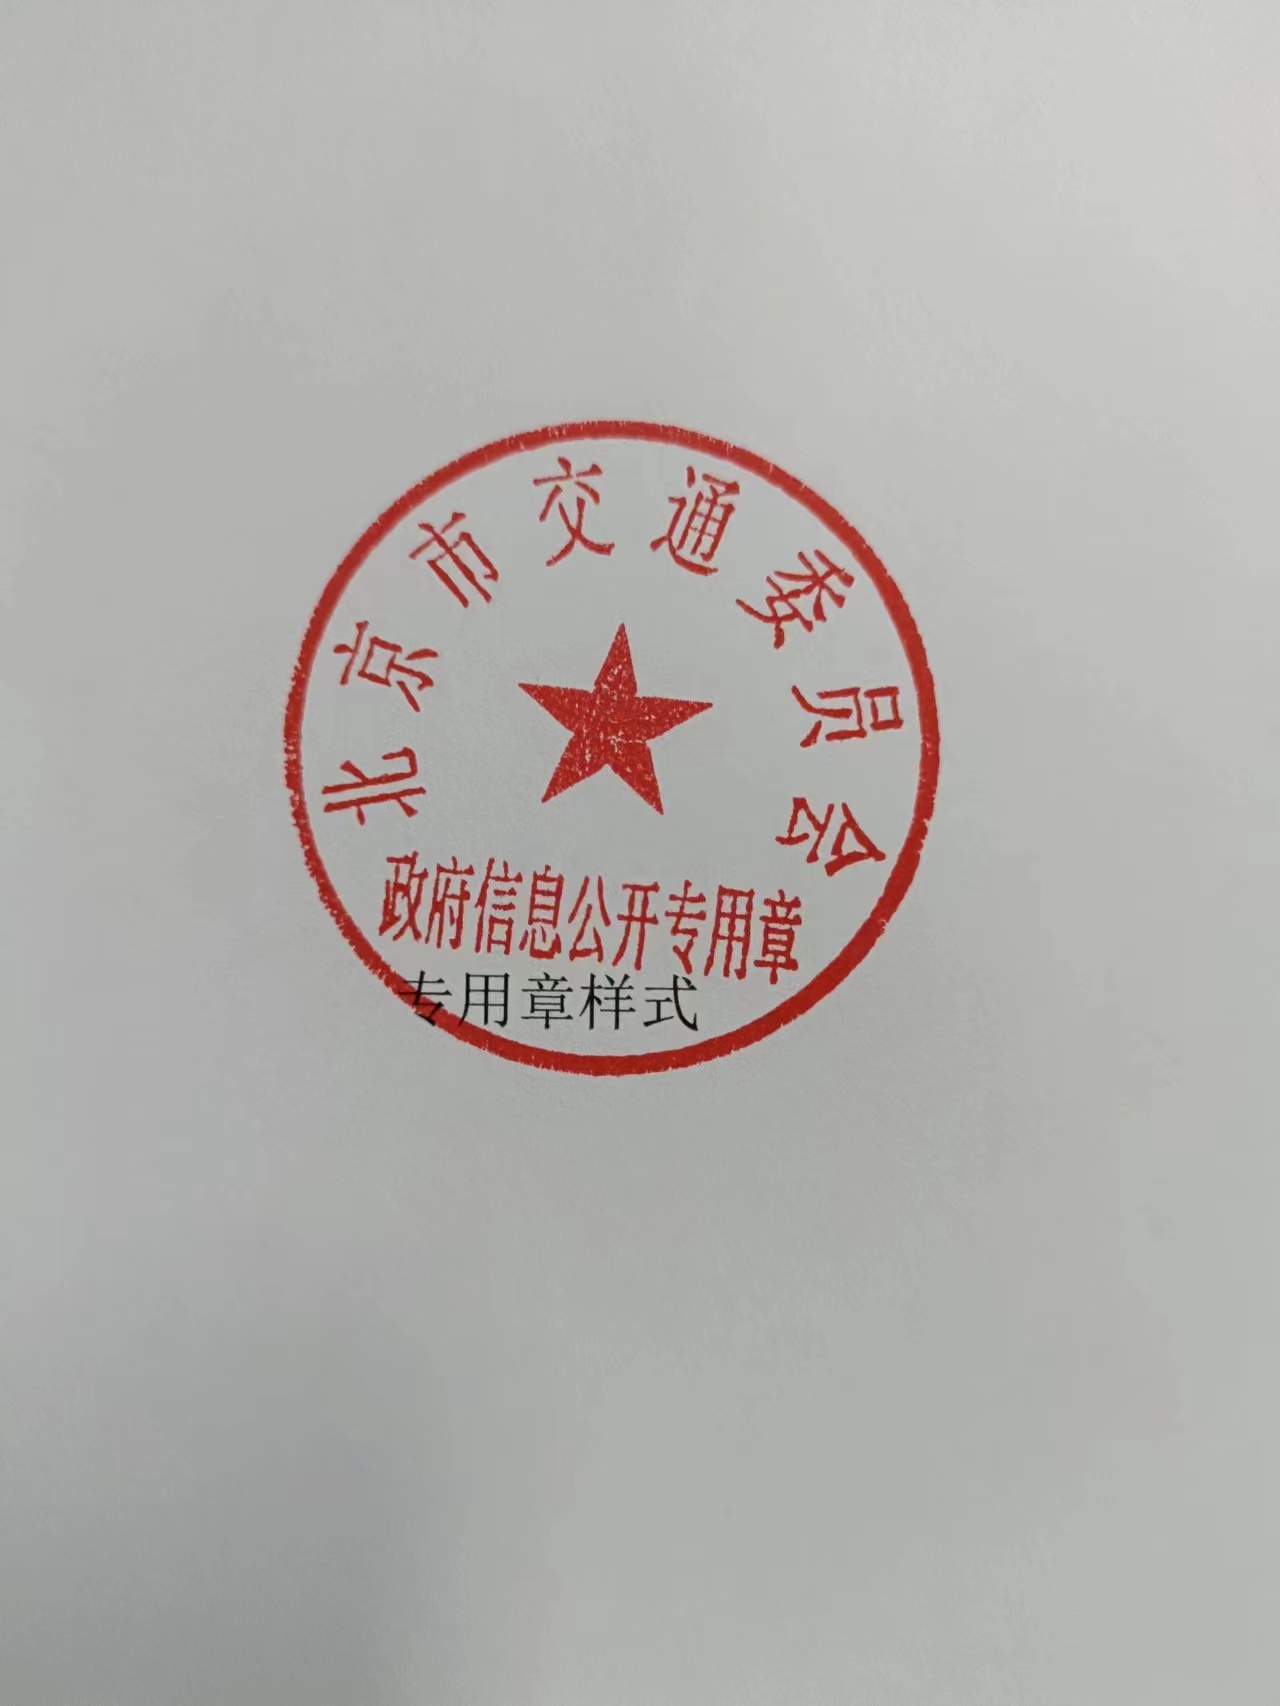 北京市交通委员会
政府信息公开专用章
专用章样式